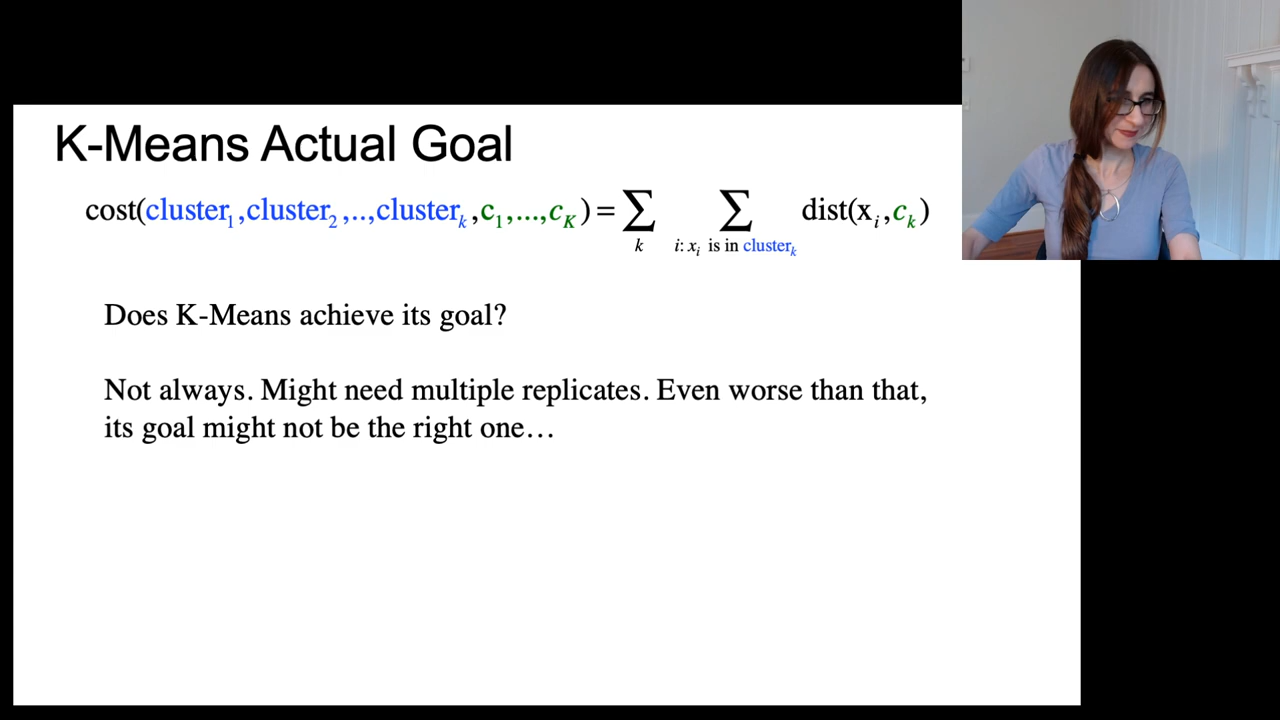 K-Means Actual Goal
cost(cluster₁,cluster₂,..,clusterₖ,c₁,...,c_K) = ∑ₖ ∑ i: xᵢ is in clusterₖ dist(xᵢ,cₖ)
Does K-Means achieve its goal?
Not always. Might need multiple replicates. Even worse than that,
its goal might not be the right one…